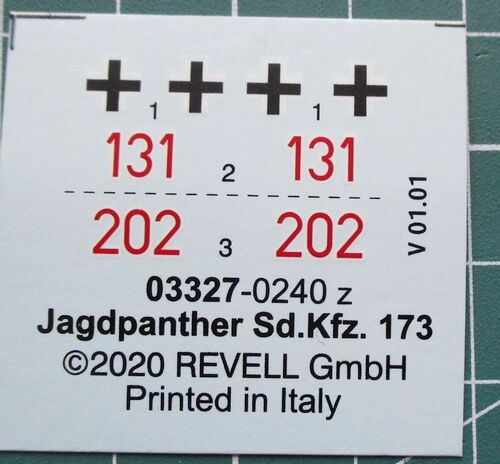 1 1
131 2 131
202 3 202
V 01.01
03327-0240 z
Jagdpanther Sd.Kfz. 173
©2020 REVELL GmbH
Printed in Italy